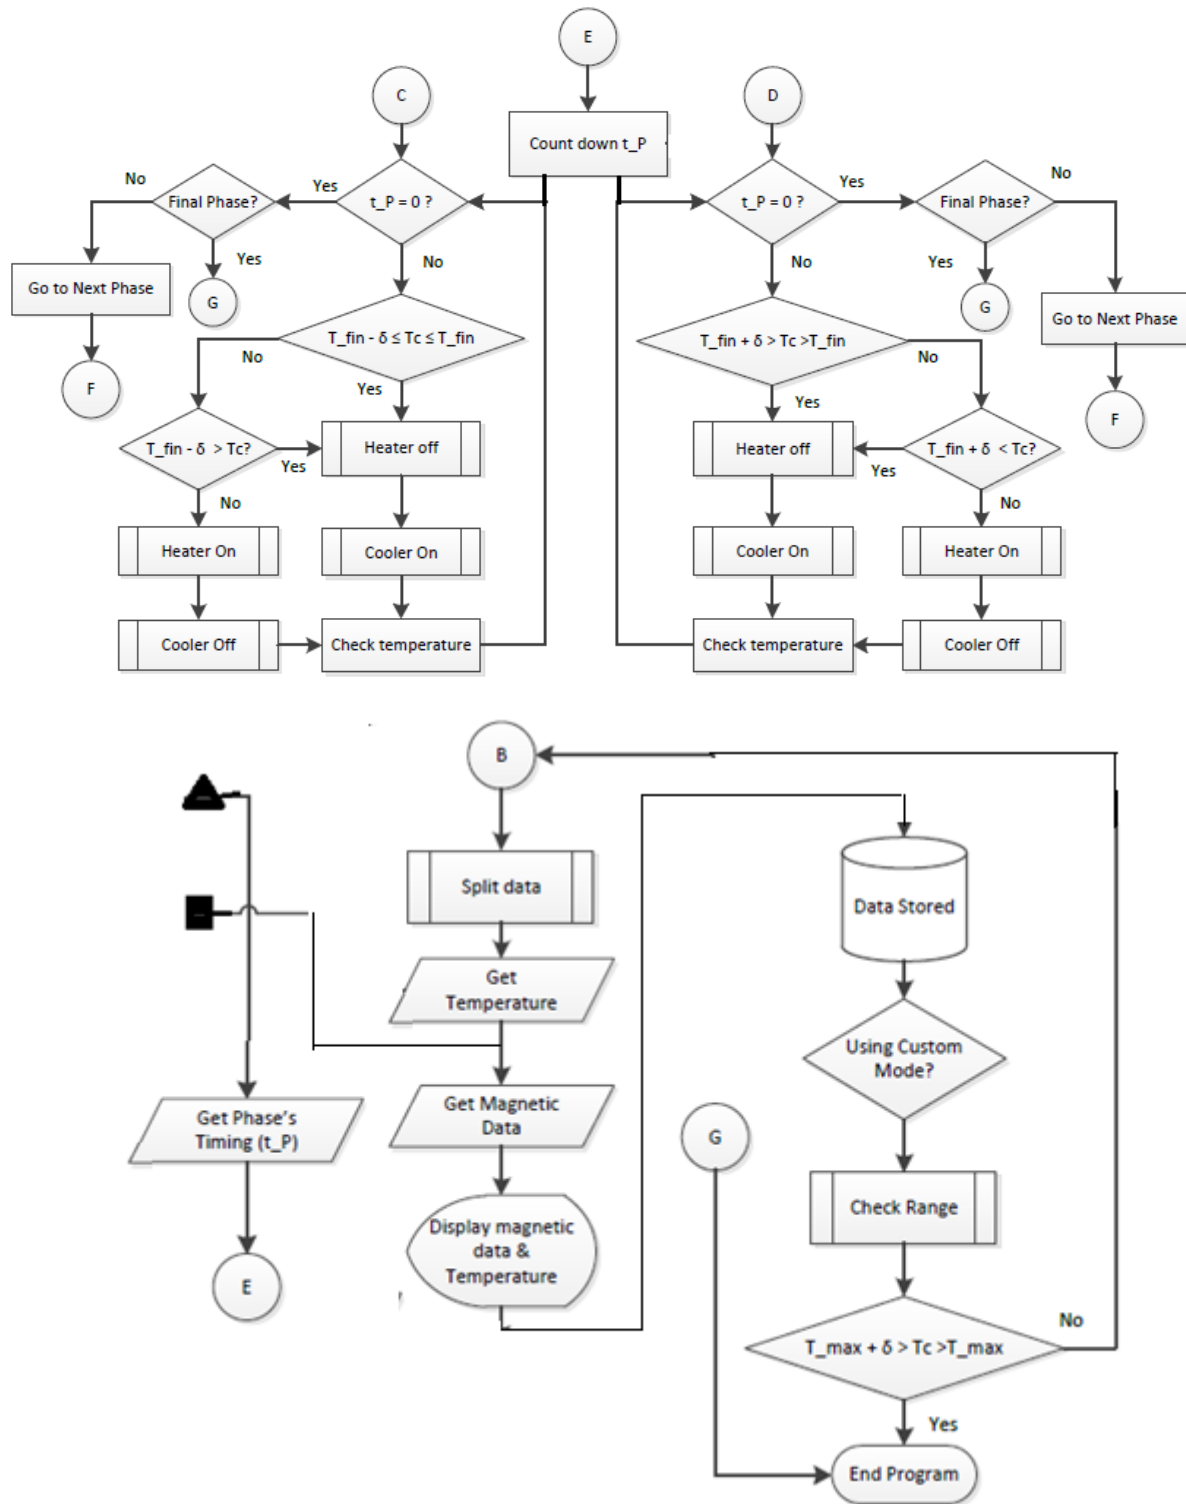 E
C
D
Count down t_P
No
Final Phase?
Yes
t_P = 0 ?
t_P = 0 ?
Yes
Final Phase?
No
Yes
No
No
Yes
Go to Next Phase
G
G
Go to Next Phase
T_fin - δ ≤ Tc ≤ T_fin
T_fin + δ > Tc >T_fin
No
No
F
Yes
Yes
F
T_fin - δ  > Tc?
Yes
Heater off
Heater off
Yes
T_fin + δ  < Tc?
No
No
Heater On
Cooler On
Cooler On
Heater On
Cooler Off
Check temperature
Check temperature
Cooler Off
B
Split data
Data Stored
Get
Temperature
Using Custom
Mode?
Get Phase's
Timing (t_P)
Get Magnetic
Data
G
Check Range
Display magnetic
data &
Temperature
E
No
T_max + δ > Tc >T_max
Yes
End Program